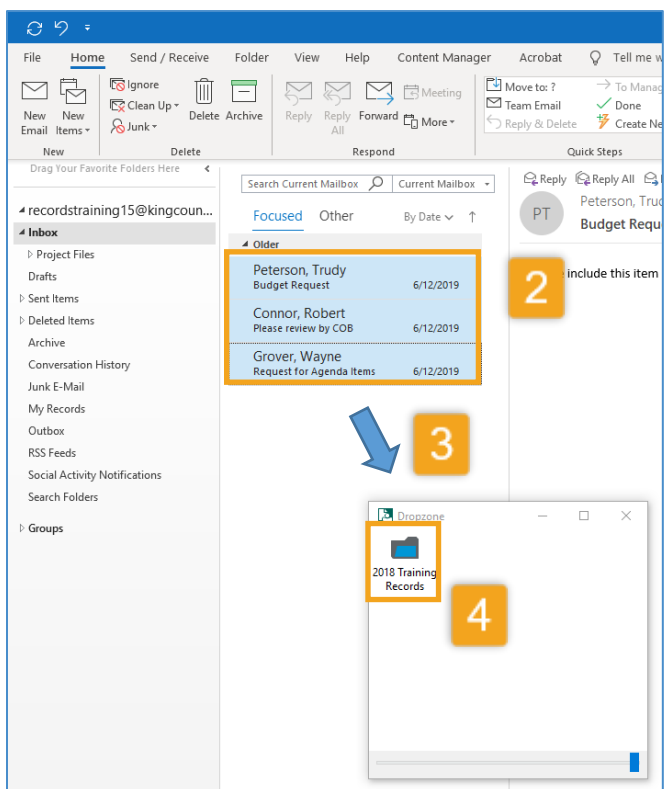 File Home Send / Receive Folder View Help Content Manager Acrobat Tell me w
Ignore
Clean Up
Junk
New Email
New Items
Delete
Archive
Reply
Reply All
Forward
Meeting
More
Move to: ?
Team Email
Reply & Delete
To Manag
Done
Create Ne
New
Delete
Respond
Quick Steps
Drag Your Favorite Folders Here
recordstraining15@kingcoun...
Inbox
Project Files
Drafts
Sent Items
Deleted Items
Archive
Conversation History
Junk E-Mail
My Records
Outbox
RSS Feeds
Social Activity Notifications
Search Folders
Groups
Search Current Mailbox Current Mailbox
Focused Other By Date
Older
Peterson, Trudy
Budget Request 6/12/2019
Connor, Robert
Please review by COB 6/12/2019
Grover, Wayne
Request for Agenda Items 6/12/2019
Reply Reply All
PT
Peterson, Truc
Budget Requ
include this item
2
3
Dropzone
2018 Training
Records
4